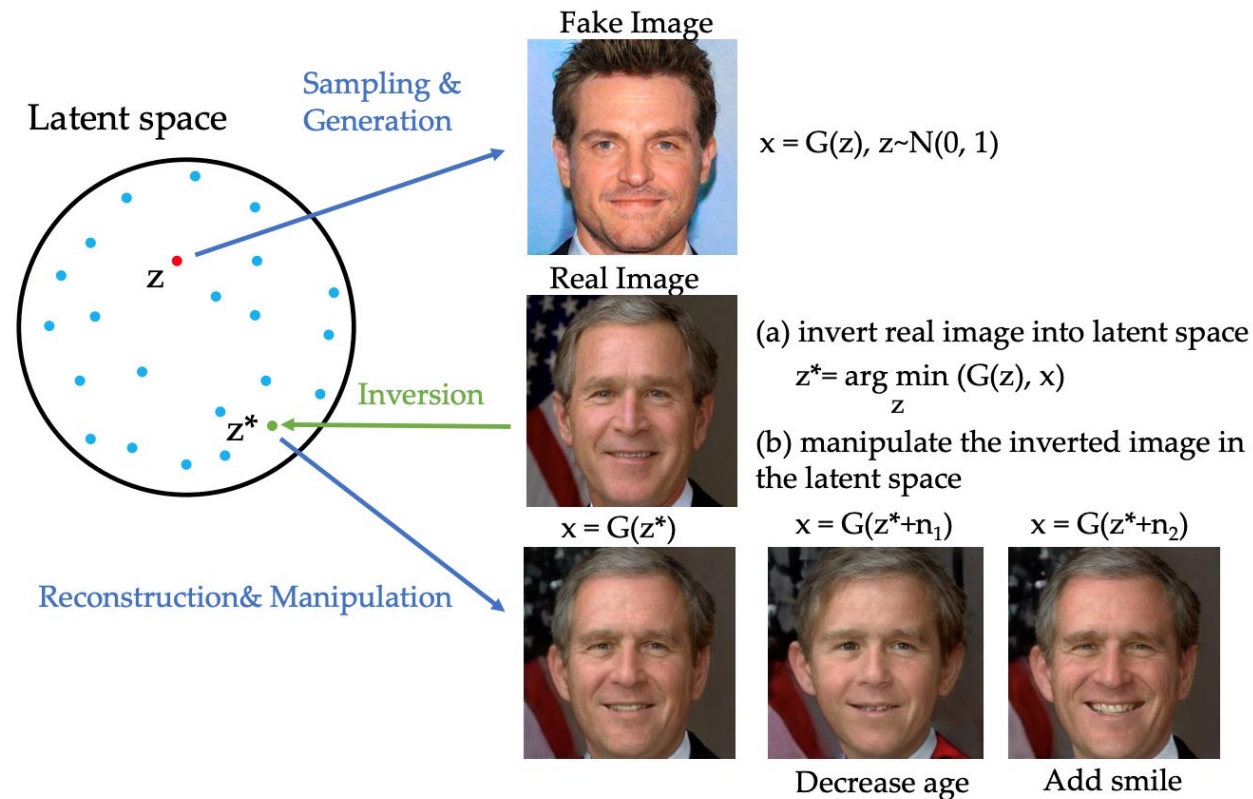 Fake Image
Sampling &
Generation
Latent space
x = G(z), z~N(0, 1)
z
Real Image
(a) invert real image into latent space
z*= arg min (G(z), x)
z
Inversion
z*
(b) manipulate the inverted image in
the latent space
x = G(z*)
x = G(z*+n₁)
x = G(z*+n₂)
Reconstruction& Manipulation
Decrease age
Add smile